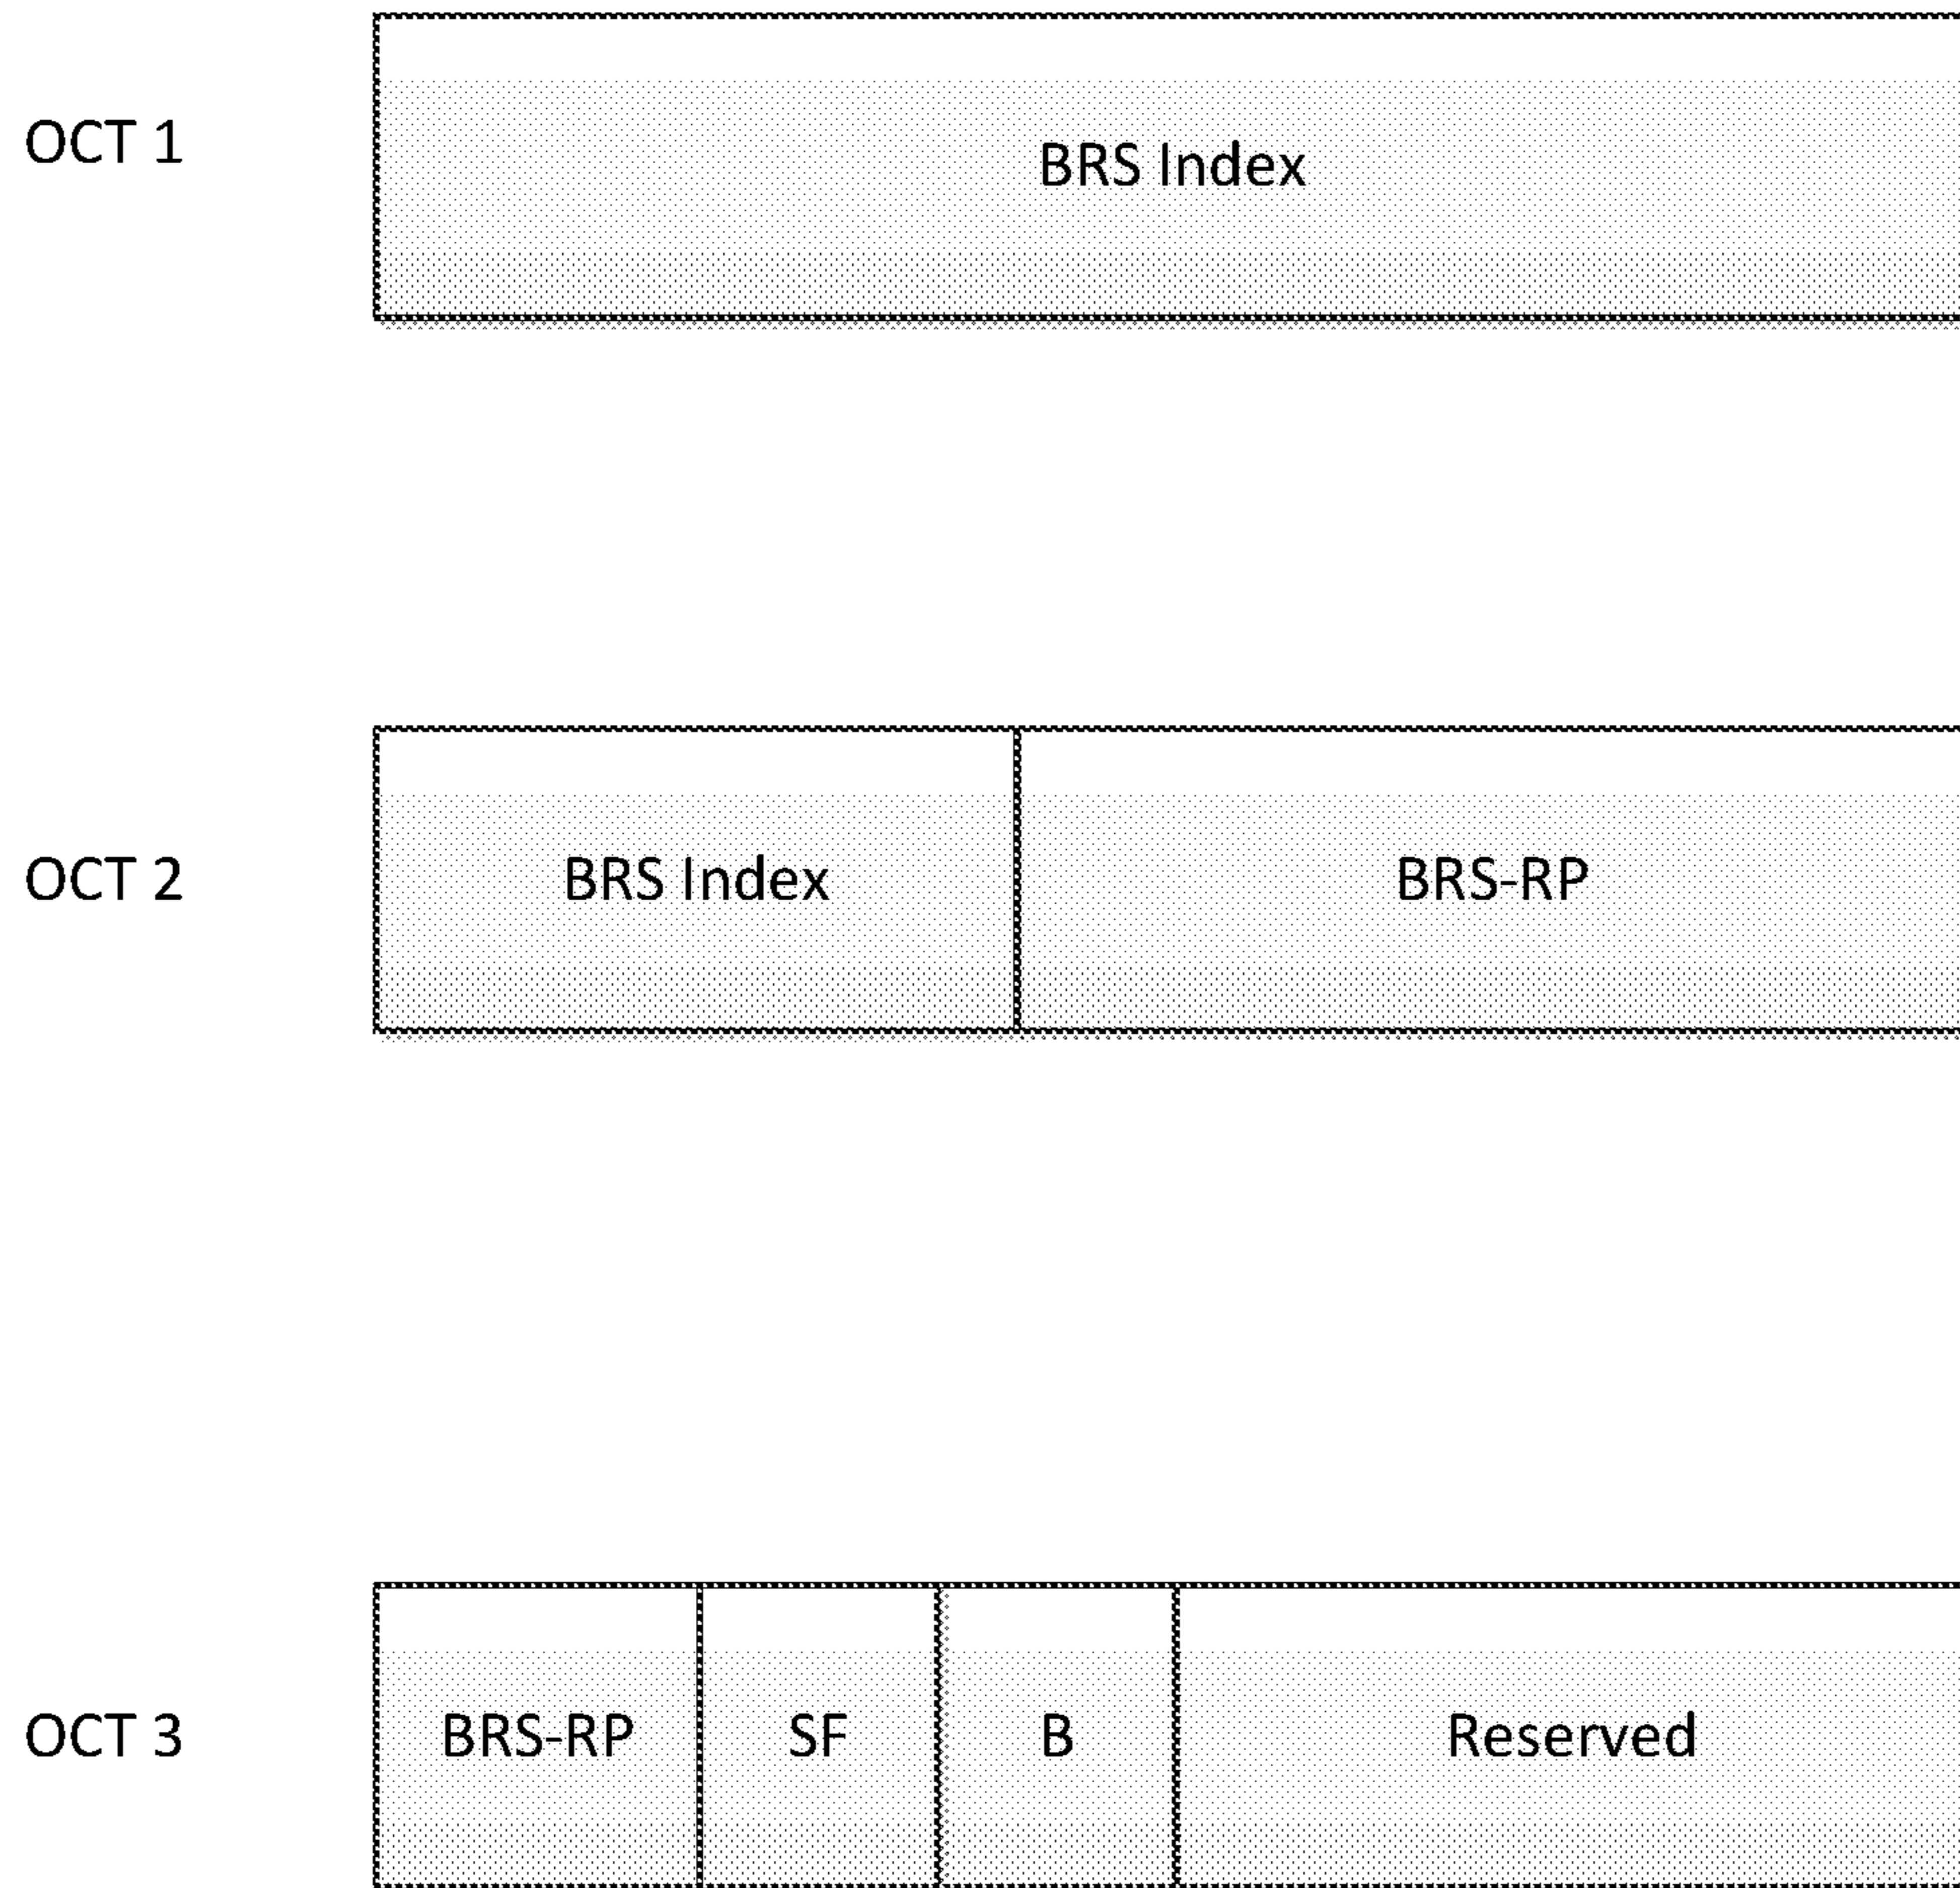 OCT 1
BRS Index
OCT 2
BRS Index
BRS-RP
OCT 3
BRS-RP
SF
B
Reserved